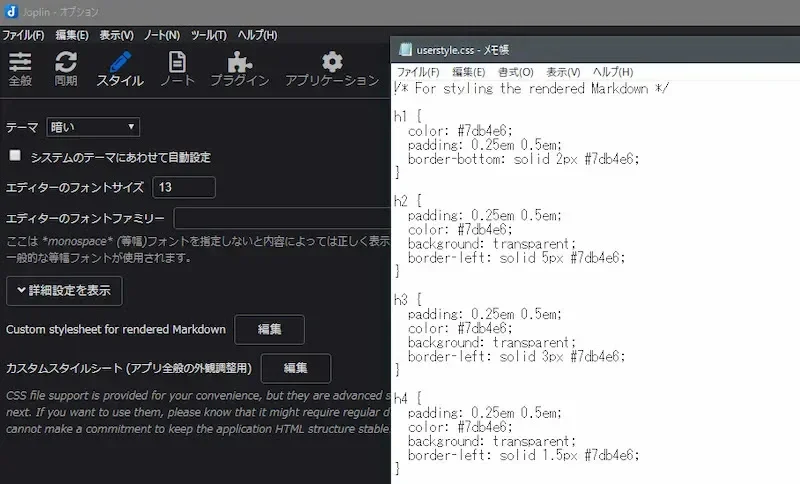 Joplin - オプション
ファイル(F) 編集(E) 表示(V) ノート(N) ツール(T) ヘルプ(H)
全般 同期 スタイル ノート プラグイン アプリケーション
テーマ 暗い
システムのテーマにあわせて自動設定
エディターのフォントサイズ 13
エディターのフォントファミリー
ここは *monospace* (等幅)フォントを指定しないと内容によっては正しく表示
一般的な等幅フォントが使用されます。
詳細設定を表示
Custom stylesheet for rendered Markdown 編集
カスタムスタイルシート (アプリ全般の外観調整用) 編集
CSS file support is provided for your convenience, but they are advanced s
next. If you want to use them, please know that it might require regular de
cannot make a commitment to keep the application HTML structure stable.
userstyle.css - メモ帳
ファイル(F) 編集(E) 書式(O) 表示(V) ヘルプ(H)
/* For styling the rendered Markdown */
h1 {
color: #7db4e6;
padding: 0.25em 0.5em;
border-bottom: solid 2px #7db4e6;
}
h2 {
padding: 0.25em 0.5em;
color: #7db4e6;
background: transparent;
border-left: solid 5px #7db4e6;
}
h3 {
padding: 0.25em 0.5em;
color: #7db4e6;
background: transparent;
border-left: solid 3px #7db4e6;
}
h4 {
padding: 0.25em 0.5em;
color: #7db4e6;
background: transparent;
border-left: solid 1.5px #7db4e6;
}